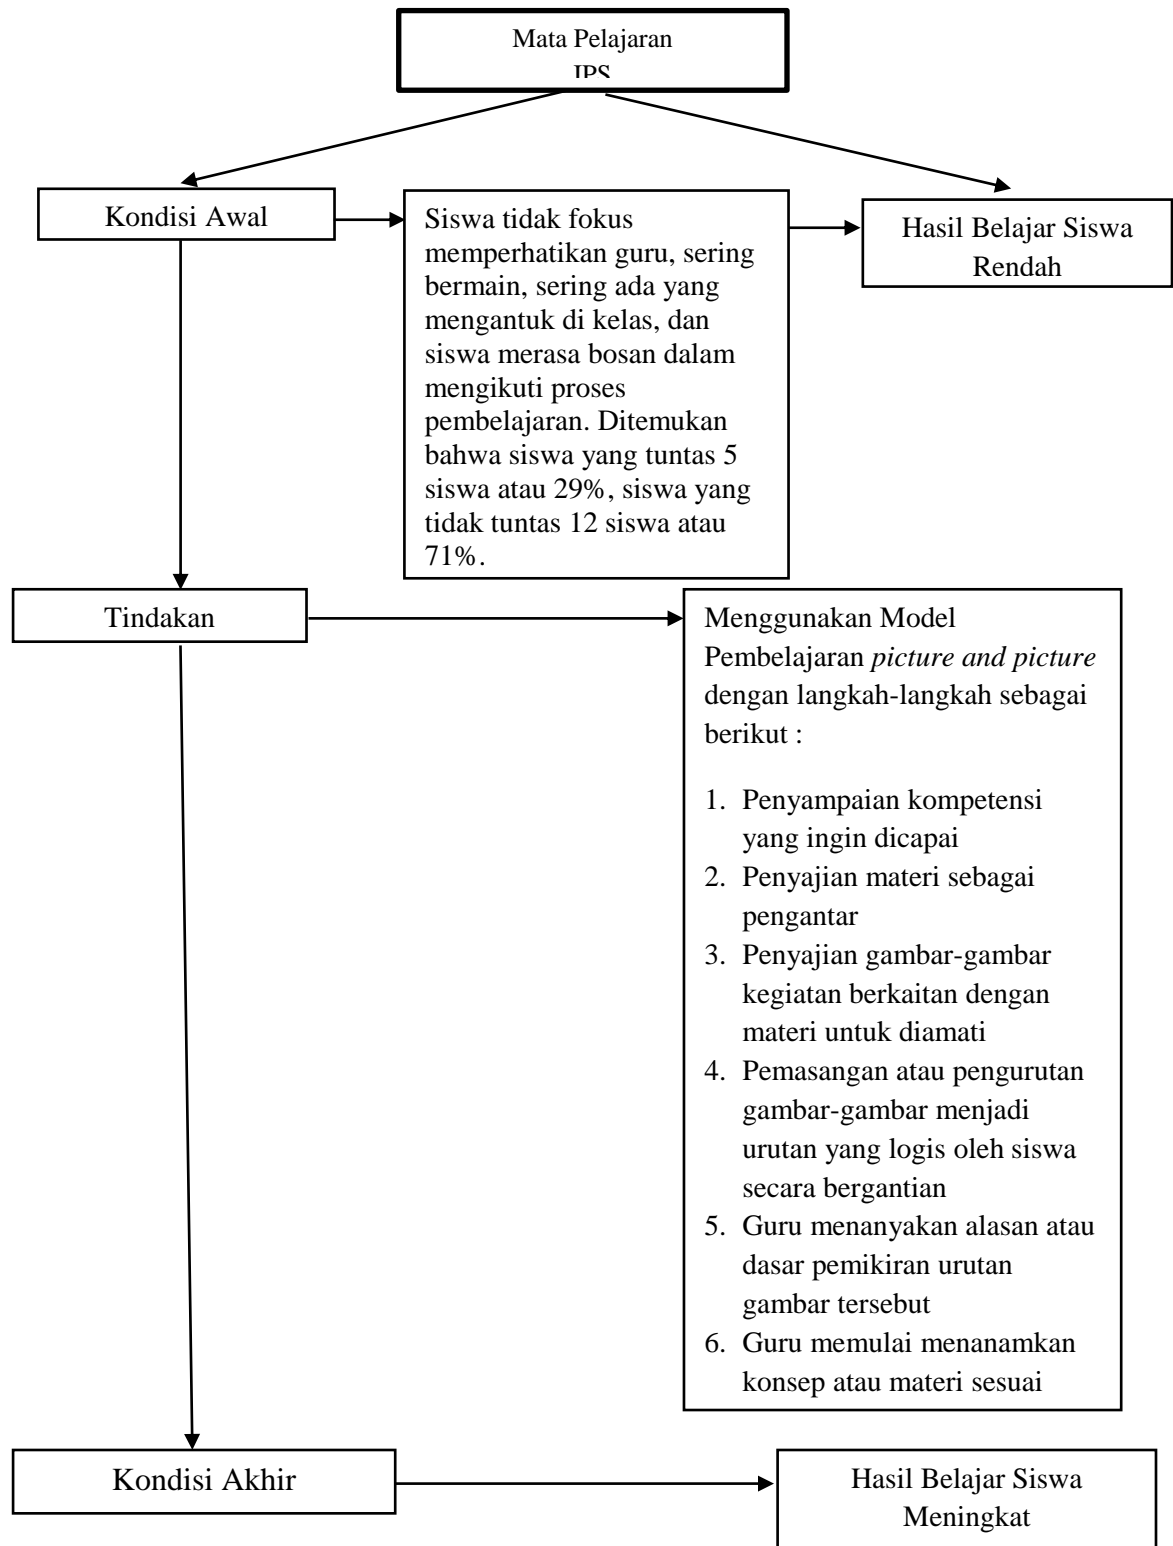 Mata Pelajaran
IPS
Kondisi Awal
Siswa tidak fokus
memperhatikan guru, sering
bermain, sering ada yang
mengantuk di kelas, dan
siswa merasa bosan dalam
mengikuti proses
pembelajaran. Ditemukan
bahwa siswa yang tuntas 5
siswa atau 29%, siswa yang
tidak tuntas 12 siswa atau
71%.
Hasil Belajar Siswa
Rendah
Tindakan
Menggunakan Model
Pembelajaran picture and picture
dengan langkah-langkah sebagai
berikut :
1. Penyampaian kompetensi
yang ingin dicapai
2. Penyajian materi sebagai
pengantar
3. Penyajian gambar-gambar
kegiatan berkaitan dengan
materi untuk diamati
4. Pemasangan atau pengurutan
gambar-gambar menjadi
urutan yang logis oleh siswa
secara bergantian
5. Guru menanyakan alasan atau
dasar pemikiran urutan
gambar tersebut
6. Guru memulai menanamkan
konsep atau materi sesuai
Kondisi Akhir
Hasil Belajar Siswa
Meningkat